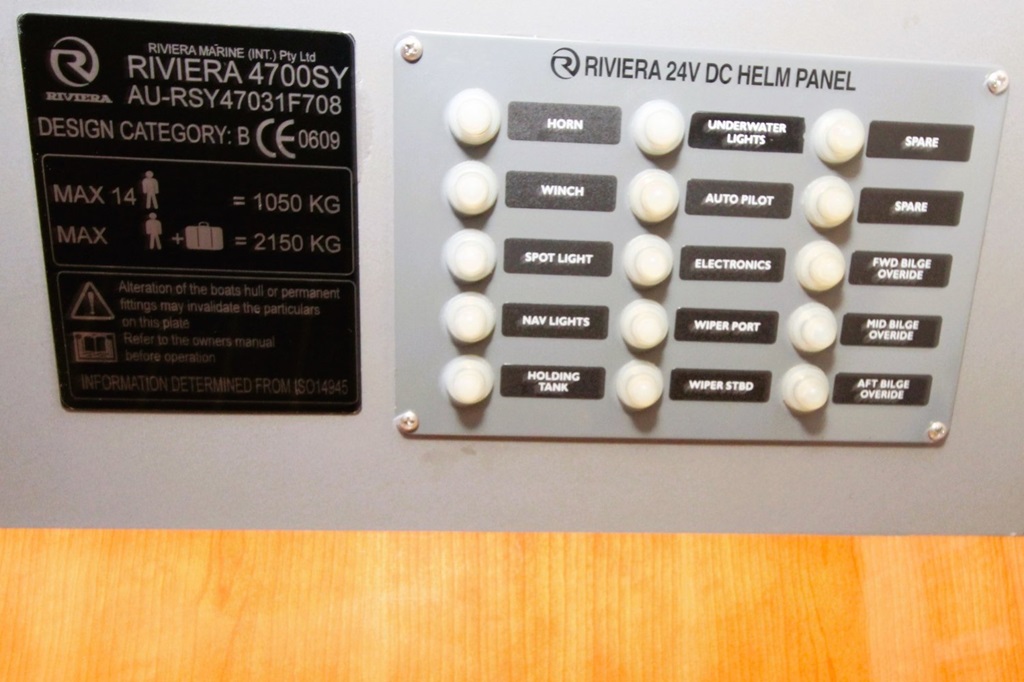 RIVIERA MARINE (INT.) Pty Ltd
RIVIERA 4700SY
RIVIERA
AU-RSY47031F708
DESIGN CATEGORY: B CE 0609
MAX 14 = 1050 KG
MAX + = 2150 KG
Alteration of the boats hull or permanent
fittings may invalidate the particulars
on this plate
Refer to the owners manual
before operation
INFORMATION DETERMINED FROM ISO14945
RIVIERA 24V DC HELM PANEL
HORN
WINCH
SPOT LIGHT
NAV LIGHTS
HOLDING
TANK
UNDERWATER
LIGHTS
AUTO PILOT
ELECTRONICS
WIPER PORT
WIPER STBD
SPARE
SPARE
FWD BILGE
OVERIDE
MID BILGE
OVERIDE
AFT BILGE
OVERIDE